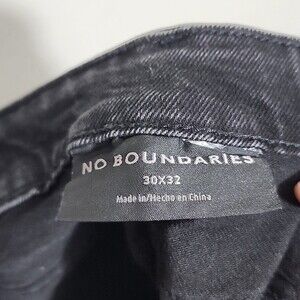 NO BOUNDARIES
30X32
Made in/Hecho en China